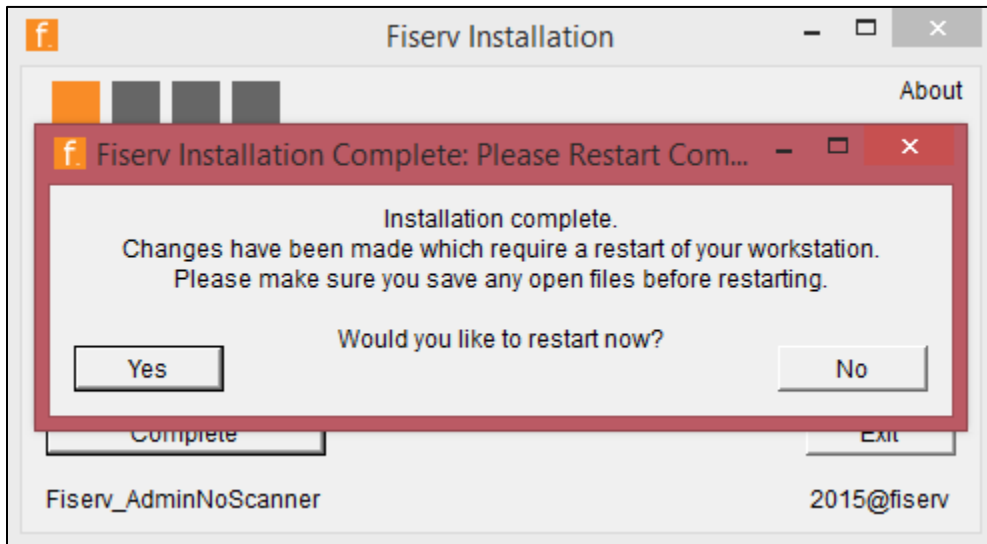 f.
Fiserv Installation
About
f.
Fiserv Installation Complete: Please Restart Com...
Installation complete.
Changes have been made which require a restart of your workstation.
Please make sure you save any open files before restarting.
Would you like to restart now?
Yes
No
Complete
Exit
Fiserv_AdminNoScanner
2015@fiserv